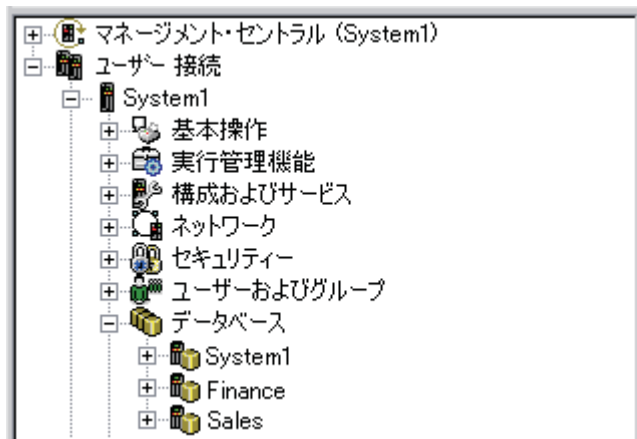 マネージメント・セントラル (System1)
ユーザー 接続
System1
基本操作
実行管理機能
構成およびサービス
ネットワーク
セキュリティー
ユーザーおよびグループ
データベース
System1
Finance
Sales